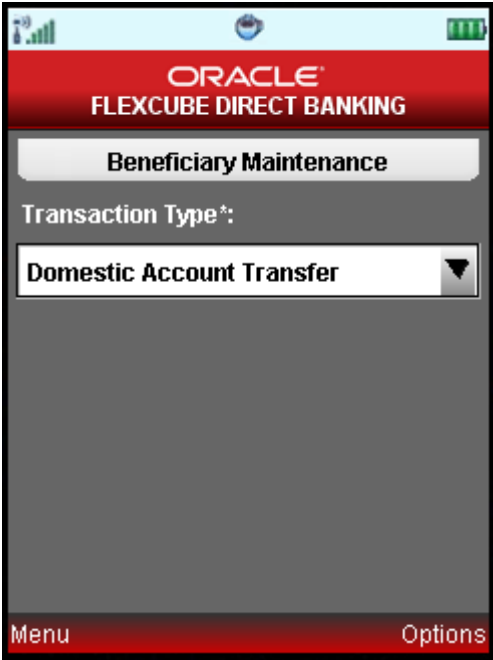 ORACLE
FLEXCUBE DIRECT BANKING
Beneficiary Maintenance
Transaction Type*:
Domestic Account Transfer
Menu Options